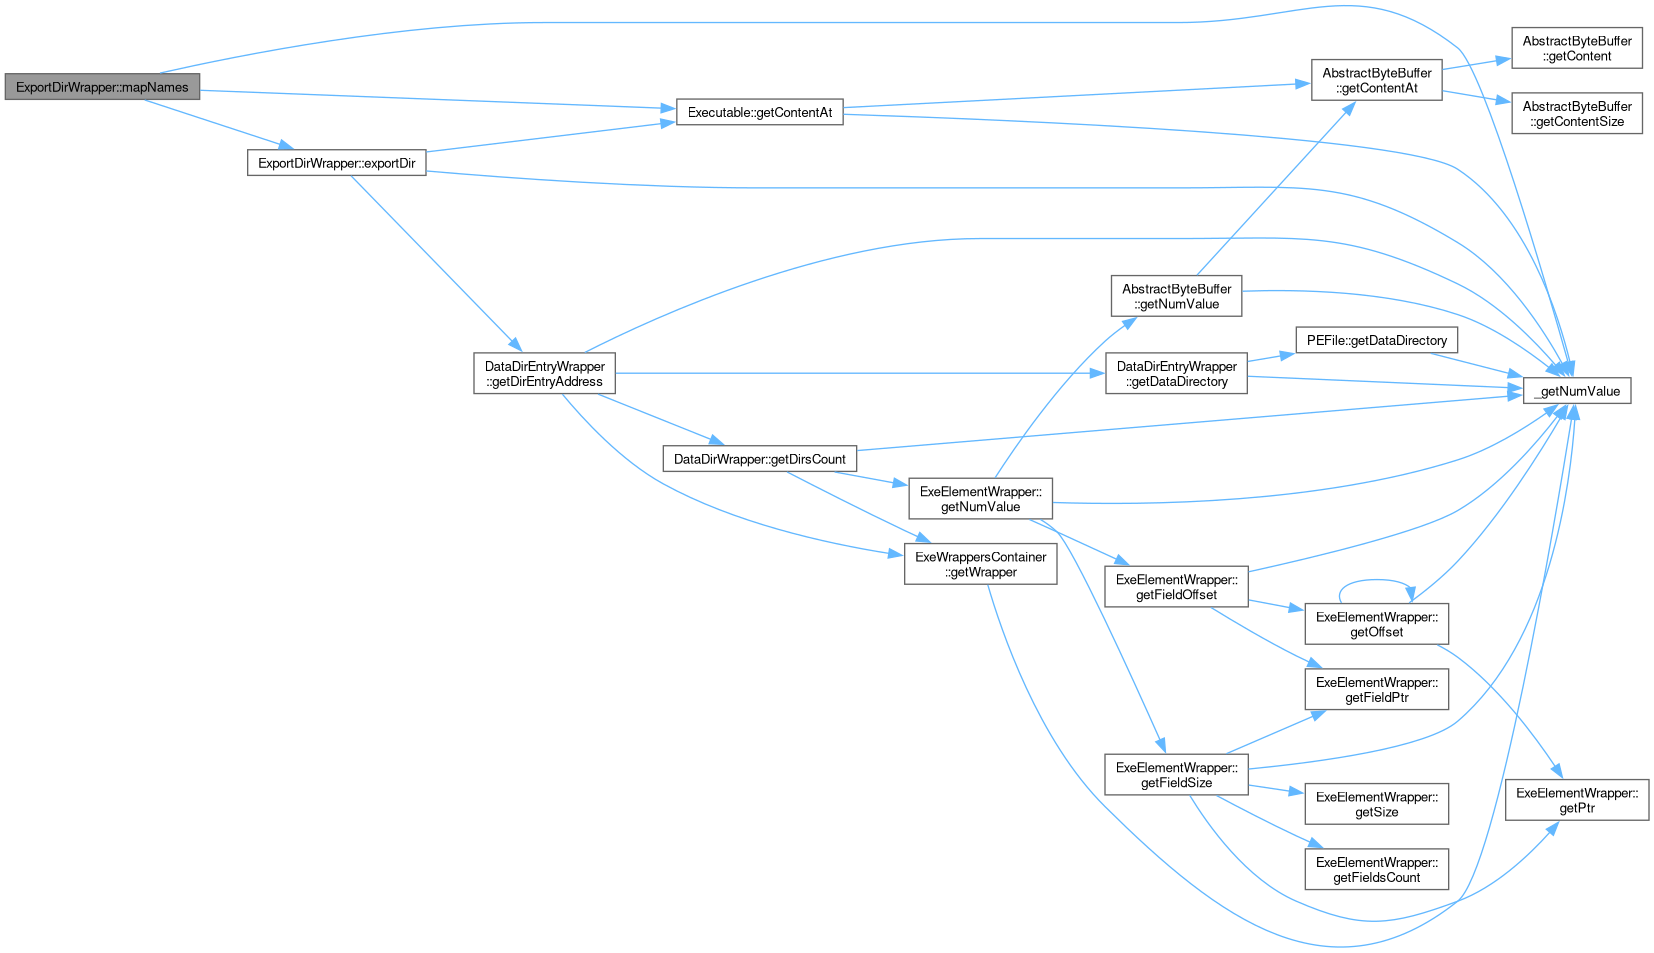 ExportDirWrapper::mapNames
ExportDirWrapper::exportDir
Executable::getContentAt
DataDirEntryWrapper
::getDirEntryAddress
DataDirWrapper::getDirsCount
ExeElementWrapper::
getNumValue
ExeWrappersContainer
::getWrapper
AbstractByteBuffer
::getNumValue
DataDirEntryWrapper
::getDataDirectory
ExeElementWrapper::
getFieldOffset
ExeElementWrapper::
getFieldSize
AbstractByteBuffer
::getContentAt
PEFile::getDataDirectory
ExeElementWrapper::
getOffset
ExeElementWrapper::
getFieldPtr
ExeElementWrapper::
getSize
ExeElementWrapper::
getFieldsCount
AbstractByteBuffer
::getContent
AbstractByteBuffer
::getContentSize
_getNumValue
ExeElementWrapper::
getPtr